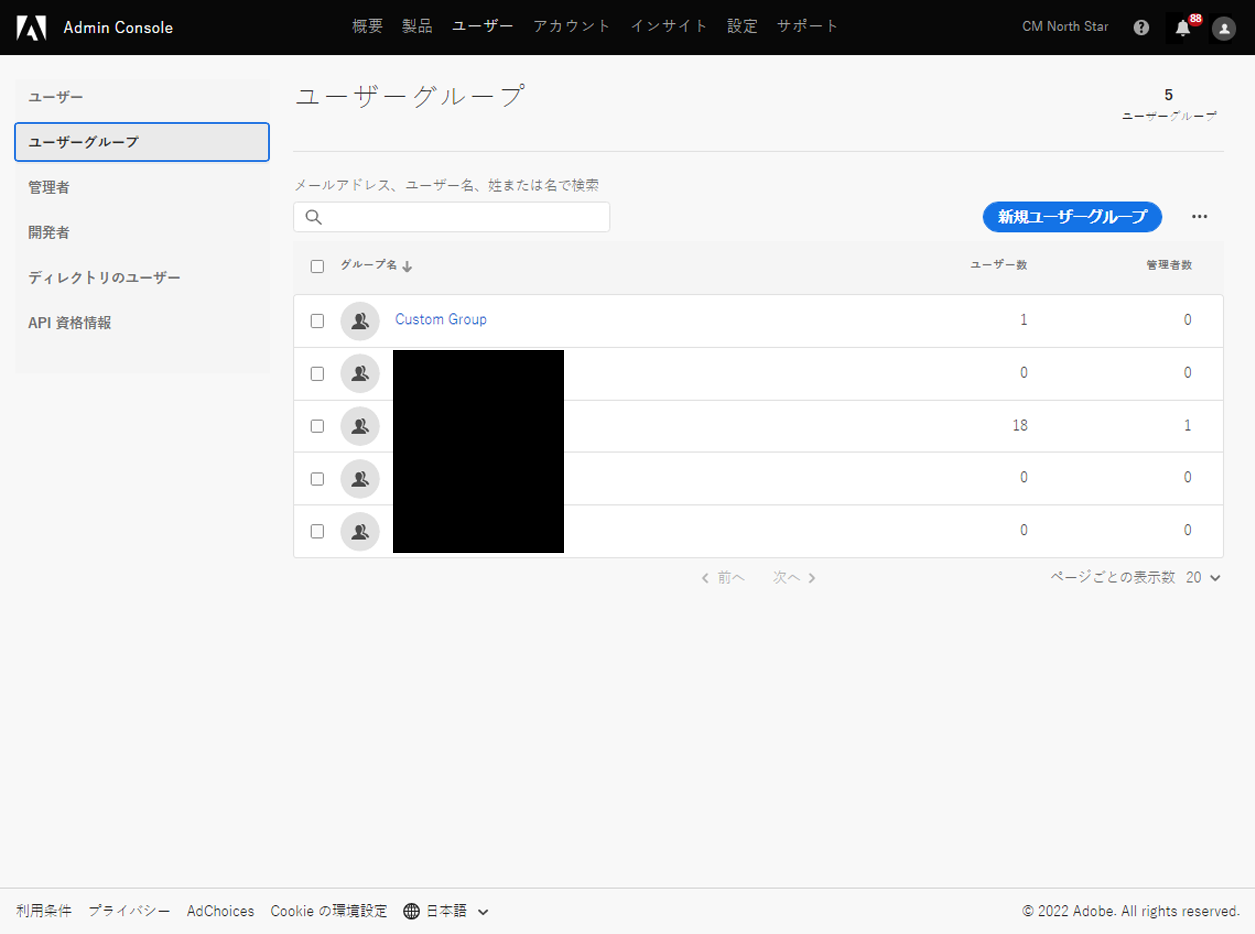 Admin Console
概要 製品 ユーザー アカウント インサイト 設定 サポート
CM North Star
88
ユーザー
ユーザーグループ
管理者
開発者
ディレクトリのユーザー
API 資格情報
ユーザーグループ
5
ユーザーグループ
メールアドレス、ユーザー名、姓または名で検索
新規ユーザーグループ
グループ名 ユーザー数 管理者数
Custom Group 1 0
0 0
18 1
0 0
0 0
前へ 次へ
ページごとの表示数 20
利用条件 プライバシー AdChoices Cookie の環境設定 日本語
© 2022 Adobe. All rights reserved.